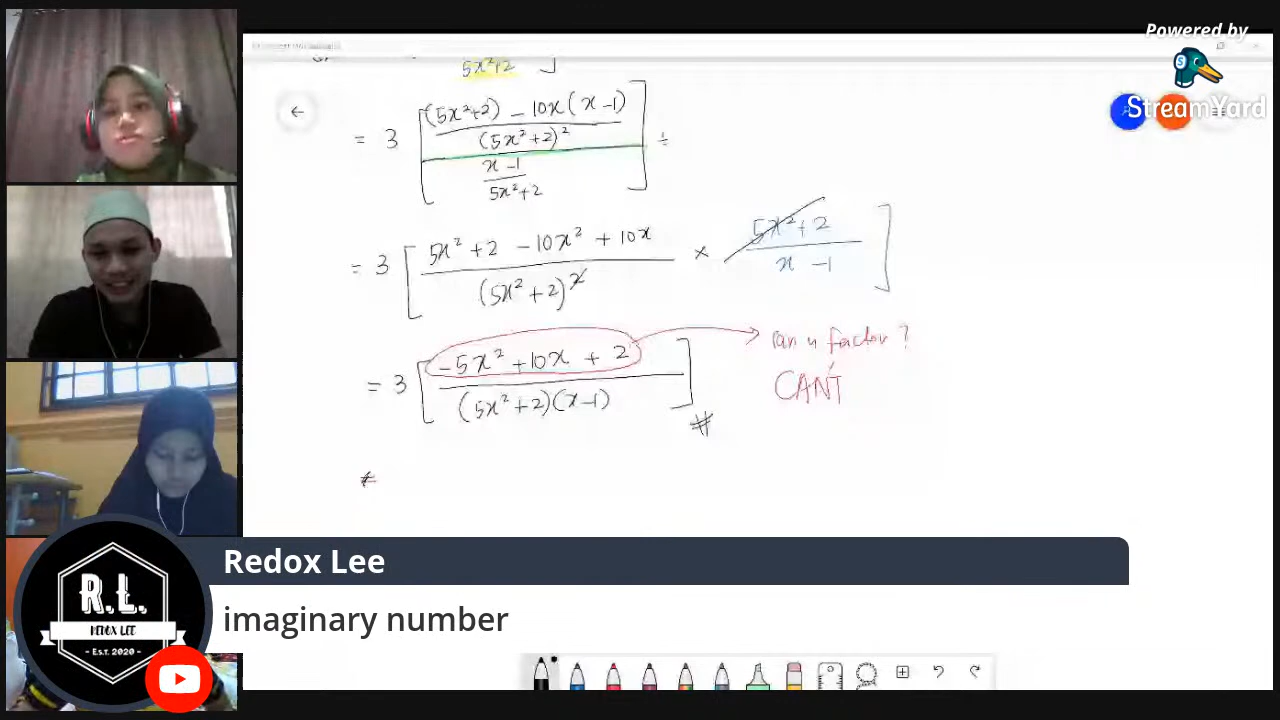 Powered by
StreamYard
5x²+2 ]
= 3 [ (5x²+2) - 10x(x-1) / (5x²+2)² / x-1 / 5x²+2 ] ÷
= 3 [ 5x² + 2 - 10x² + 10x / (5x²+2)² × 5x²+2 / x-1 ]
= 3 [ -5x² + 10x + 2 / (5x²+2)(x-1) ] #
can u factor?
CAN'T
*
Redox Lee
imaginary number
R.L.
REDOX LEE
- Est. 2020 -